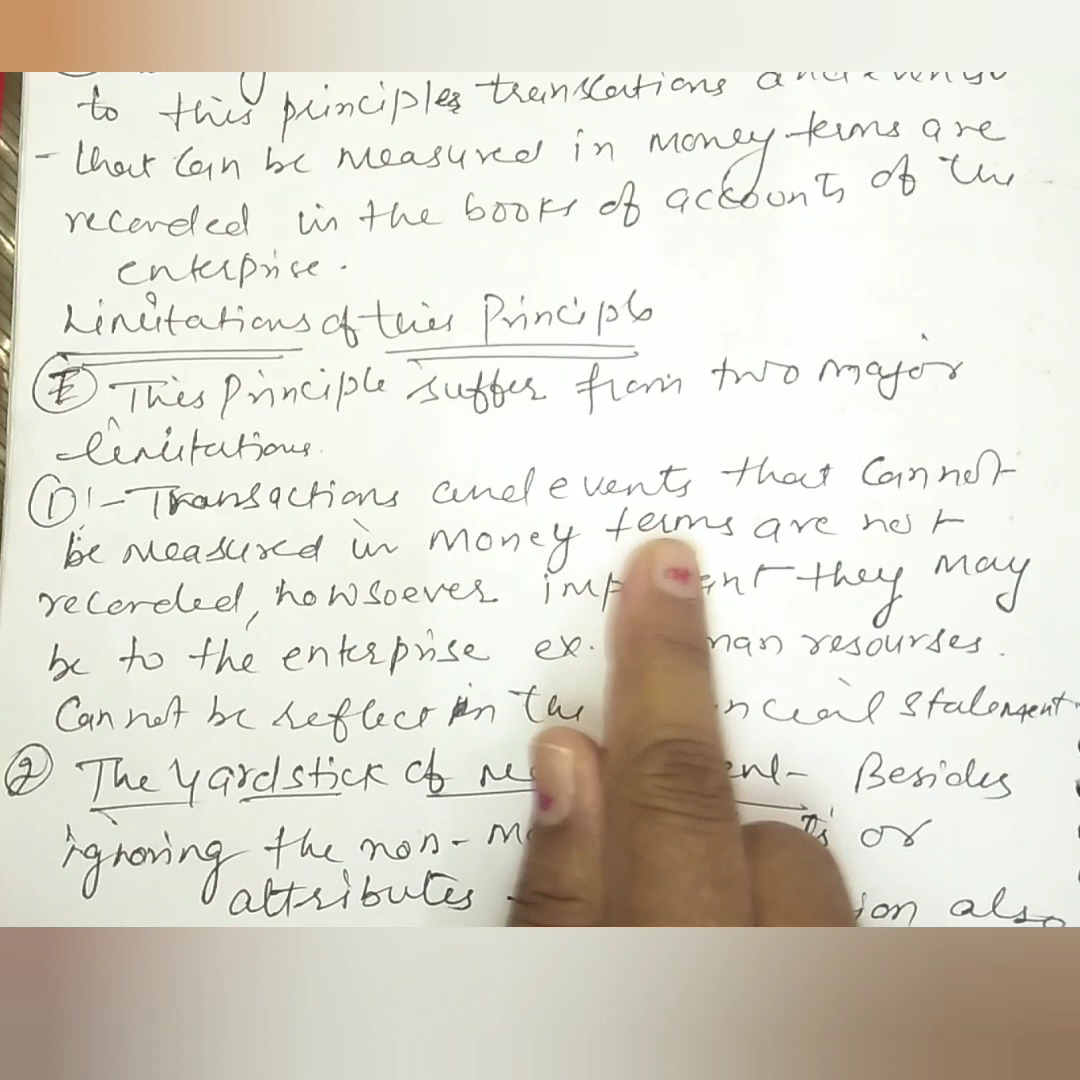 to this principles transcations
- that can be measured in money terms are
recorded in the books of accounts of the
enterprise.
Limitations of this Principle
I This Principle suffer from two major
limitations.
1 :- Transactions and events that cannot
be measured in money terms are not
recorded, howsoever they may
be to the enterprise ex. resourses.
Cannot be reflect in the Statement
2 The Yardstick of Besides
ignoring the non- or
attributes also